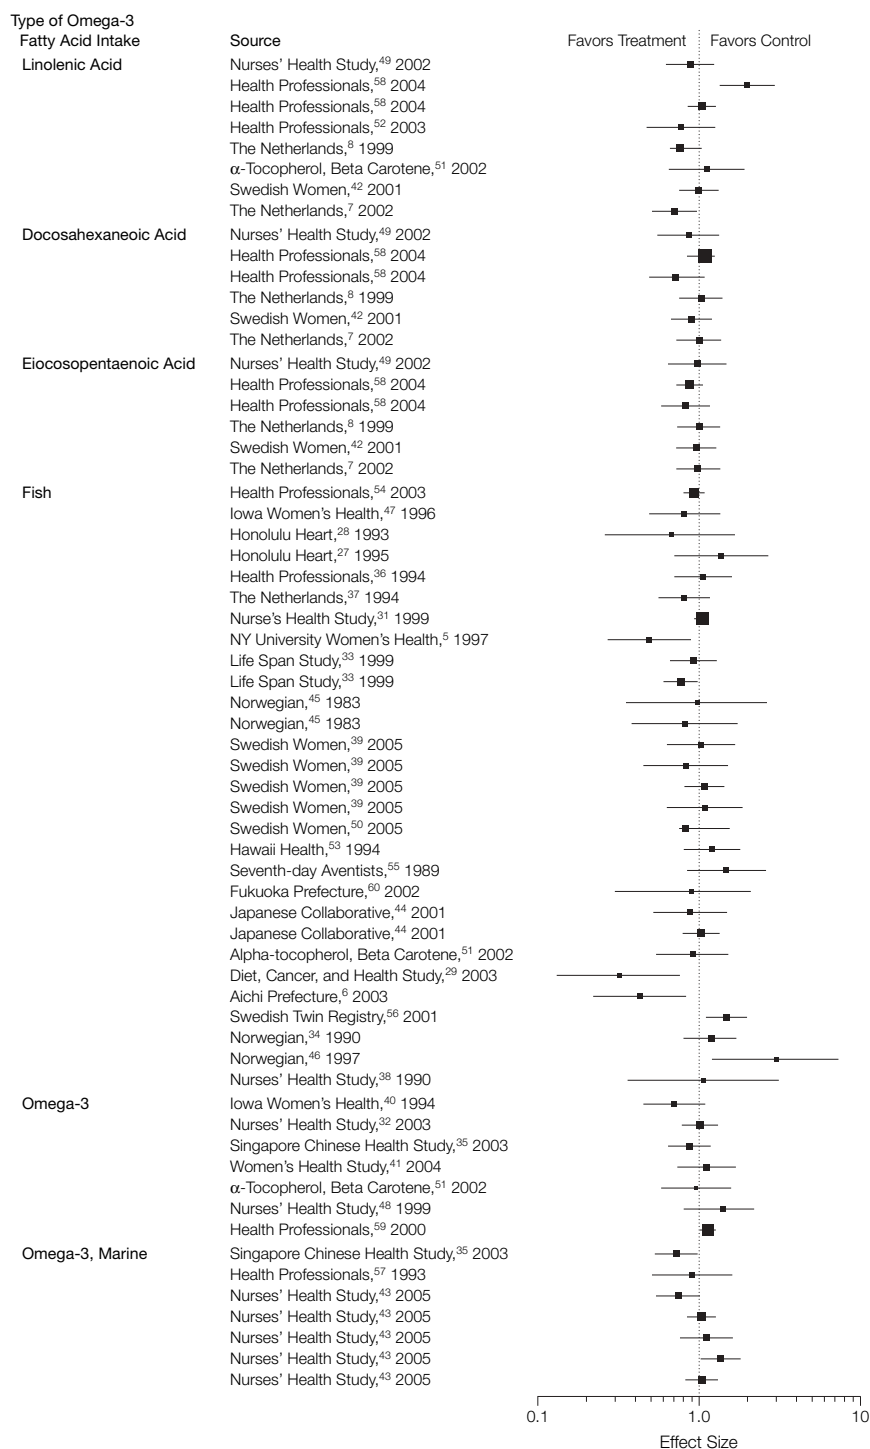 Type of Omega-3
Fatty Acid Intake Source Favors Treatment Favors Control
Linolenic Acid Nurses’ Health Study,49 2002
Health Professionals,58 2004
Health Professionals,58 2004
Health Professionals,52 2003
The Netherlands,8 1999
α-Tocopherol, Beta Carotene,51 2002
Swedish Women,42 2001
The Netherlands,7 2002
Docosahexaneoic Acid Nurses’ Health Study,49 2002
Health Professionals,58 2004
Health Professionals,58 2004
The Netherlands,8 1999
Swedish Women,42 2001
The Netherlands,7 2002
Eiocosopentaenoic Acid Nurses’ Health Study,49 2002
Health Professionals,58 2004
Health Professionals,58 2004
The Netherlands,8 1999
Swedish Women,42 2001
The Netherlands,7 2002
Fish Health Professionals,54 2003
Iowa Women’s Health,47 1996
Honolulu Heart,28 1993
Honolulu Heart,27 1995
Health Professionals,36 1994
The Netherlands,37 1994
Nurse’s Health Study,31 1999
NY University Women’s Health,5 1997
Life Span Study,33 1999
Life Span Study,33 1999
Norwegian,45 1983
Norwegian,45 1983
Swedish Women,39 2005
Swedish Women,39 2005
Swedish Women,39 2005
Swedish Women,39 2005
Swedish Women,50 2005
Hawaii Health,53 1994
Seventh-day Aventists,55 1989
Fukuoka Prefecture,60 2002
Japanese Collaborative,44 2001
Japanese Collaborative,44 2001
Alpha-tocopherol, Beta Carotene,51 2002
Diet, Cancer, and Health Study,29 2003
Aichi Prefecture,6 2003
Swedish Twin Registry,56 2001
Norwegian,34 1990
Norwegian,46 1997
Nurses’ Health Study,38 1990
Omega-3 Iowa Women’s Health,40 1994
Nurses’ Health Study,32 2003
Singapore Chinese Health Study,35 2003
Women’s Health Study,41 2004
α-Tocopherol, Beta Carotene,51 2002
Nurses’ Health Study,48 1999
Health Professionals,59 2000
Omega-3, Marine Singapore Chinese Health Study,35 2003
Health Professionals,57 1993
Nurses’ Health Study,43 2005
Nurses’ Health Study,43 2005
Nurses’ Health Study,43 2005
Nurses’ Health Study,43 2005
Nurses’ Health Study,43 2005
0.1 1.0 10
Effect Size